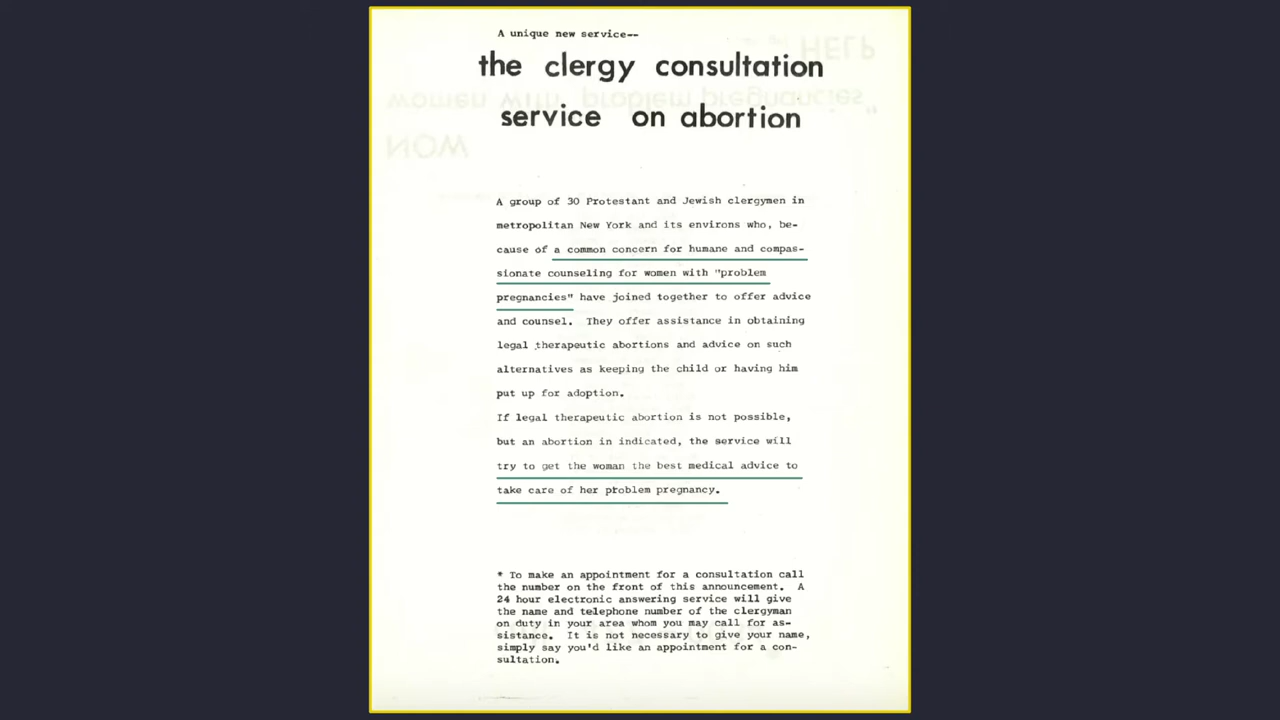 A unique new service--
the clergy consultation
service on abortion
HELP
women with "problem pregnancies"
NOW
A group of 30 Protestant and Jewish clergymen in
metropolitan New York and its environs who, be-
cause of a common concern for humane and compas-
sionate counseling for women with "problem
pregnancies" have joined together to offer advice
and counsel. They offer assistance in obtaining
legal therapeutic abortions and advice on such
alternatives as keeping the child or having him
put up for adoption.
If legal therapeutic abortion is not possible,
but an abortion in indicated, the service will
try to get the woman the best medical advice to
take care of her problem pregnancy.
* To make an appointment for a consultation call
the number on the front of this announcement. A
24 hour electronic answering service will give
the name and telephone number of the clergyman
on duty in your area whom you may call for as-
sistance. It is not necessary to give your name,
simply say you'd like an appointment for a con-
sultation.